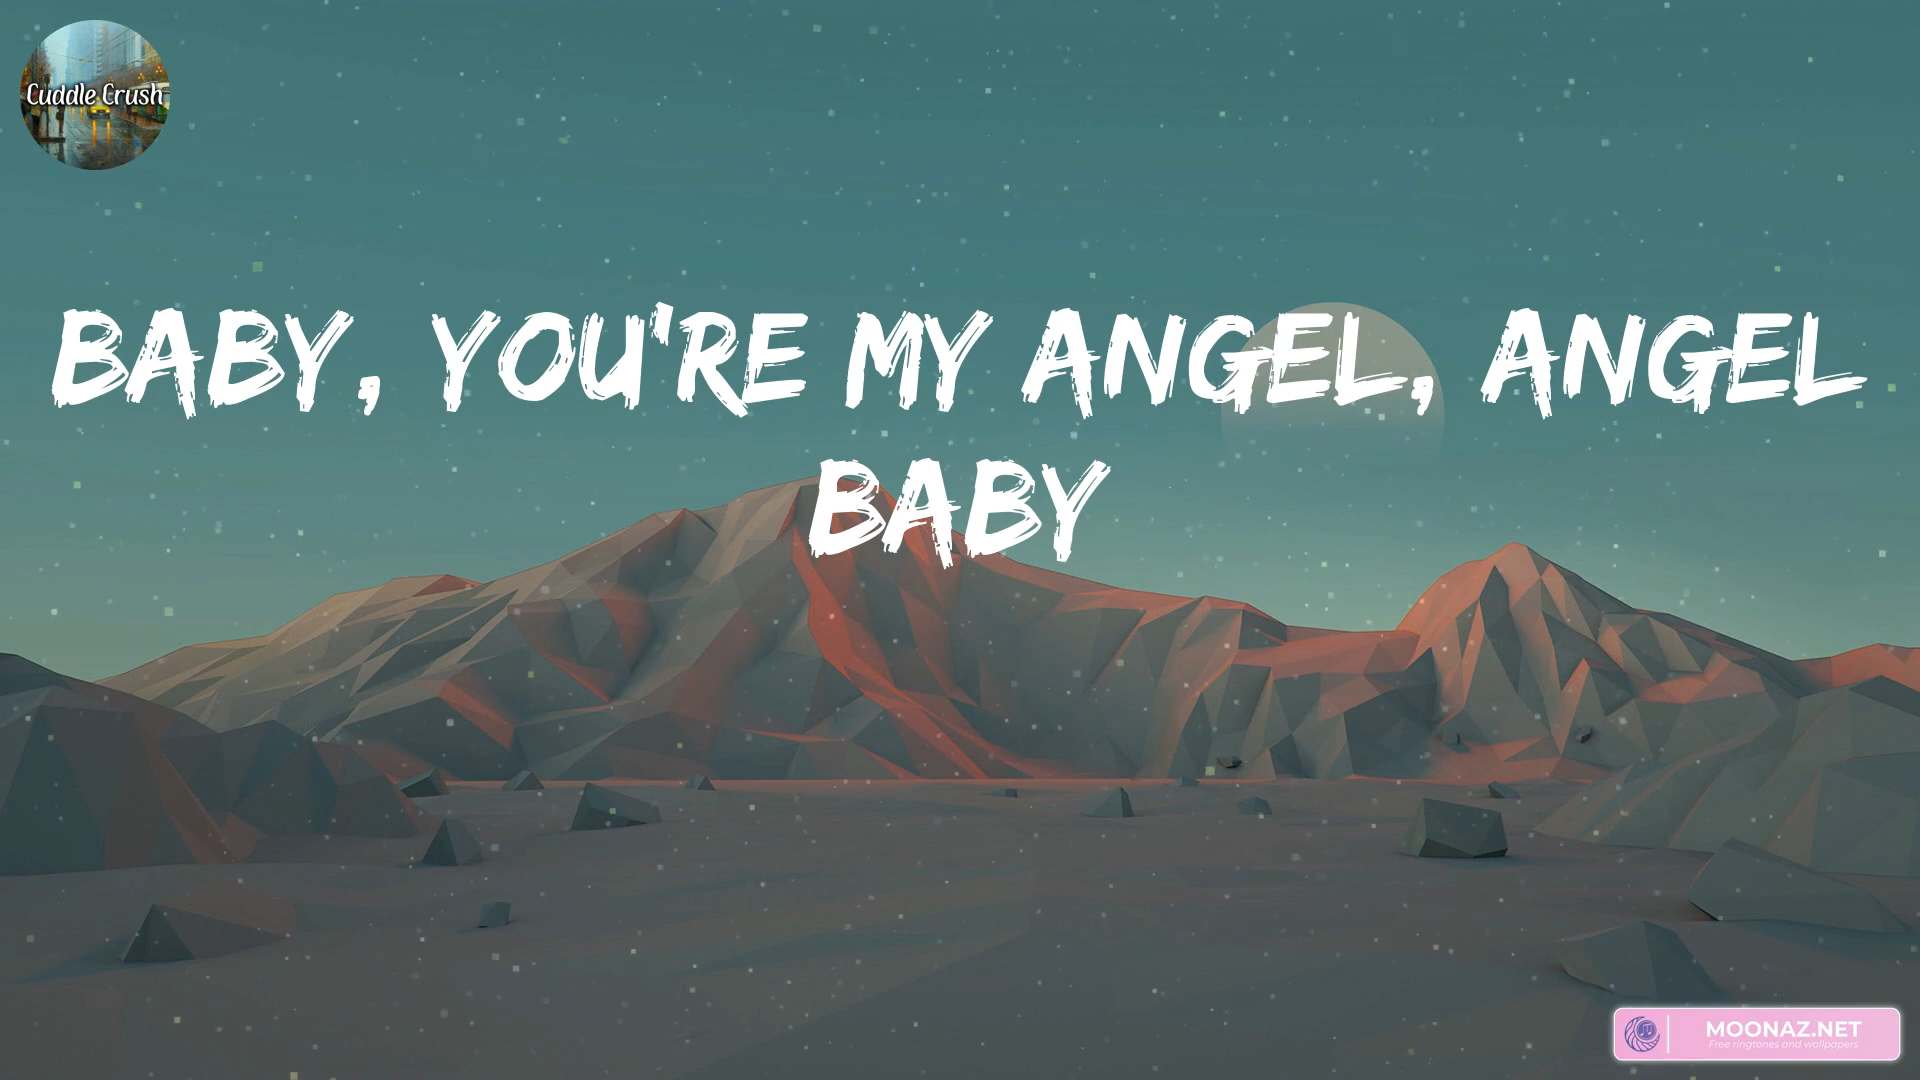 Cuddle Crush
BABY, YOU'RE MY ANGEL, ANGEL
BABY
MOONAZ.NET
Free ringtones and wallpapers